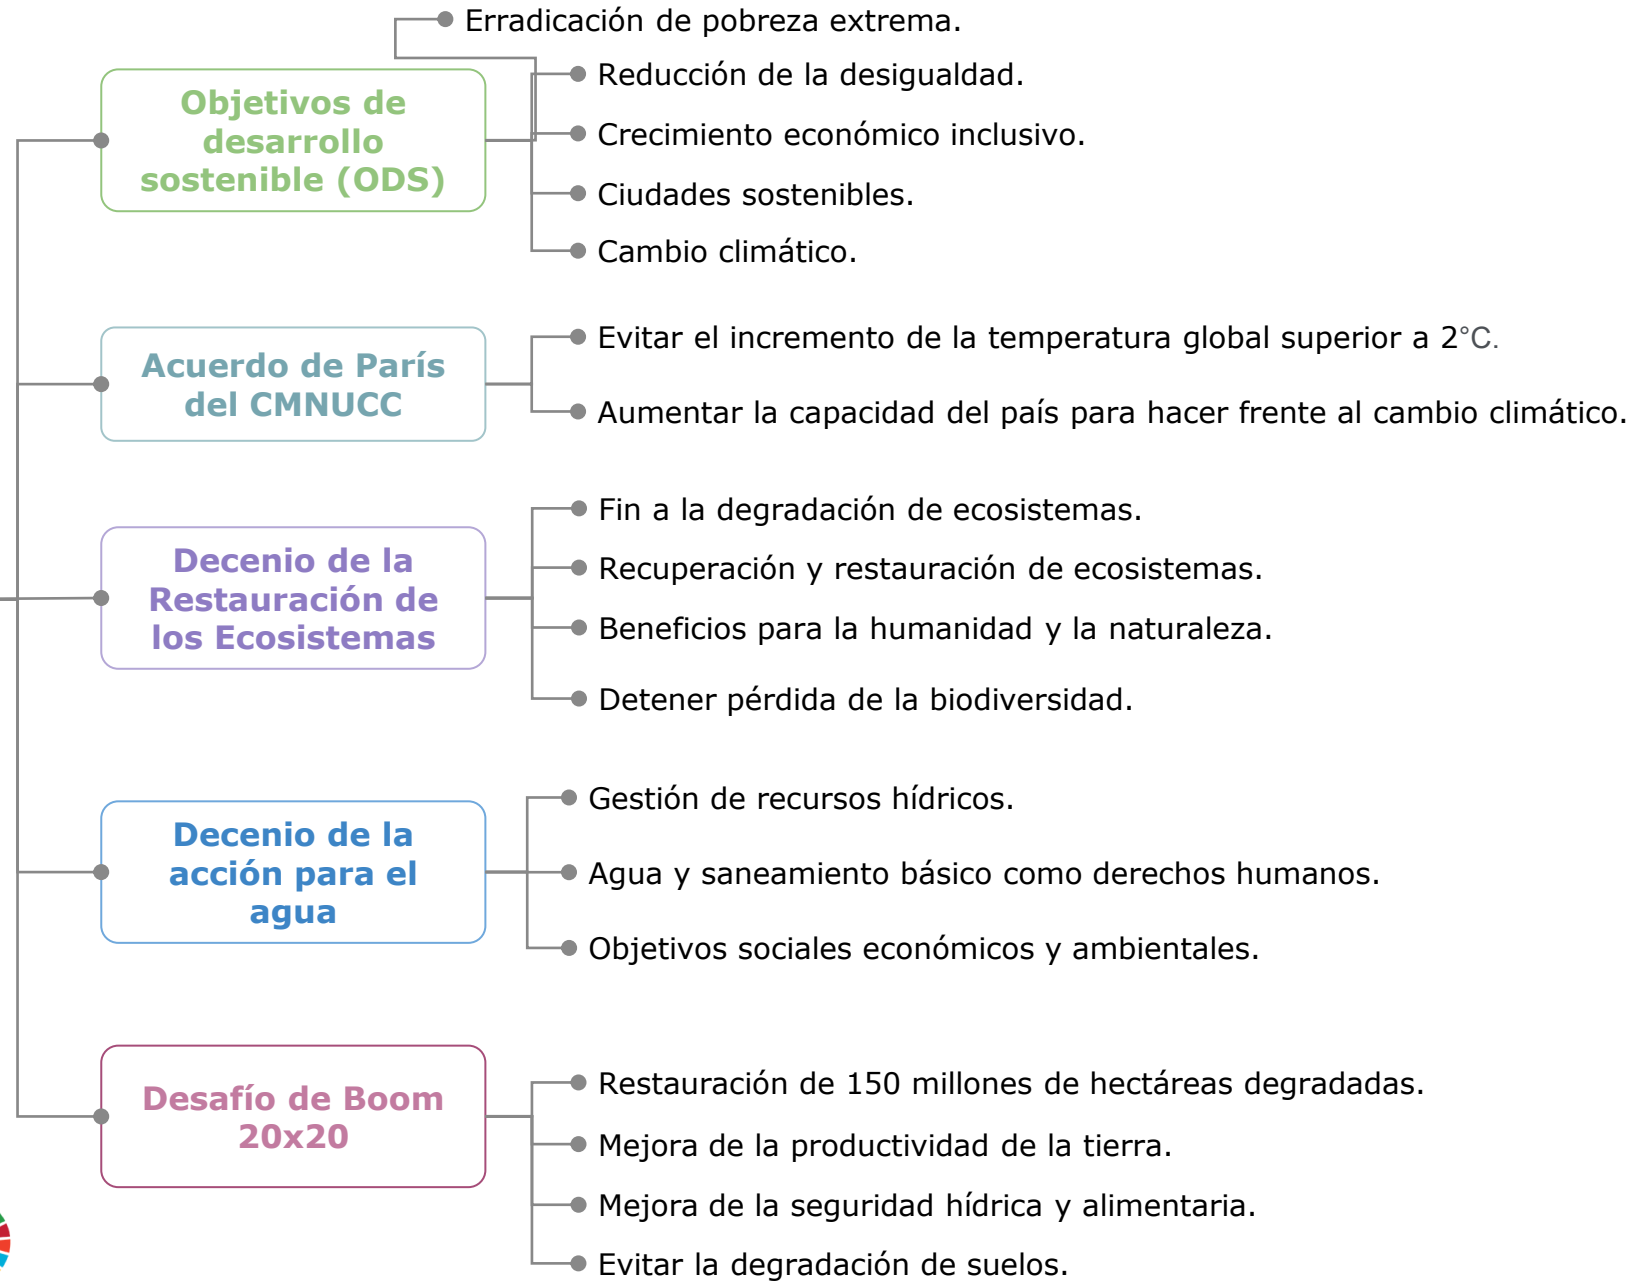 Erradicación de pobreza extrema.
Objetivos de
desarrollo
sostenible (ODS)
Reducción de la desigualdad.
Crecimiento económico inclusivo.
Ciudades sostenibles.
Cambio climático.
Acuerdo de París
del CMNUCC
Evitar el incremento de la temperatura global superior a 2°C.
Aumentar la capacidad del país para hacer frente al cambio climático.
Decenio de la
Restauración de
los Ecosistemas
Fin a la degradación de ecosistemas.
Recuperación y restauración de ecosistemas.
Beneficios para la humanidad y la naturaleza.
Detener pérdida de la biodiversidad.
Decenio de la
acción para el
agua
Gestión de recursos hídricos.
Agua y saneamiento básico como derechos humanos.
Objetivos sociales económicos y ambientales.
Desafío de Boom
20x20
Restauración de 150 millones de hectáreas degradadas.
Mejora de la productividad de la tierra.
Mejora de la seguridad hídrica y alimentaria.
Evitar la degradación de suelos.